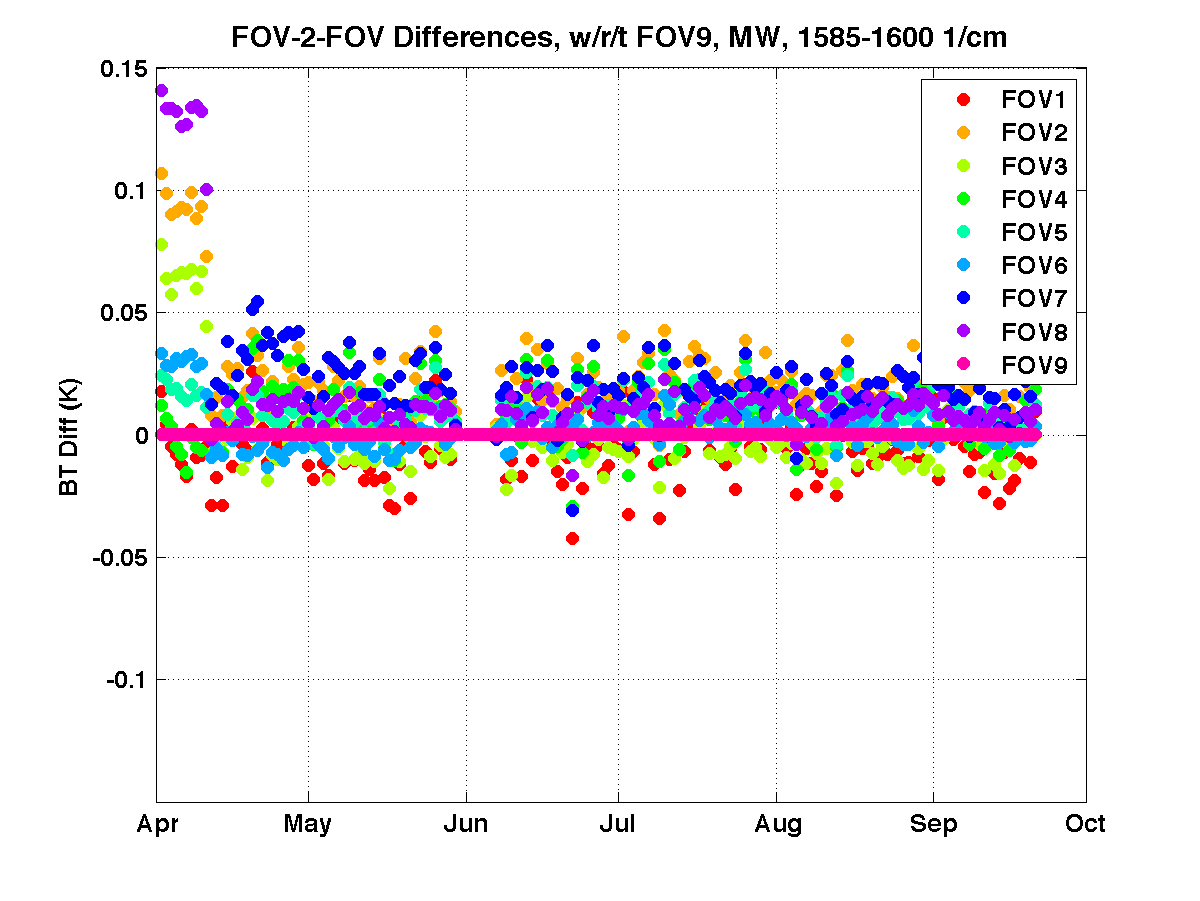 FOV-2-FOV Differences, w/r/t FOV9, MW, 1585-1600 1/cm
BT Diff (K)
0.15
0.1
0.05
0
-0.05
-0.1
Apr May Jun Jul Aug Sep Oct
FOV1
FOV2
FOV3
FOV4
FOV5
FOV6
FOV7
FOV8
FOV9